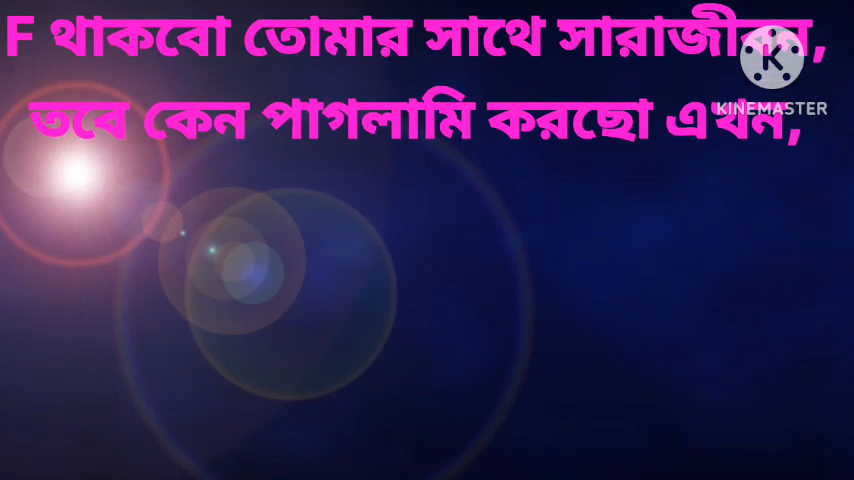 F থাকবো তোমার সাথে সারাজীবন,
তবে কেন পাগলামি করছো এখন,
KINEMASTER